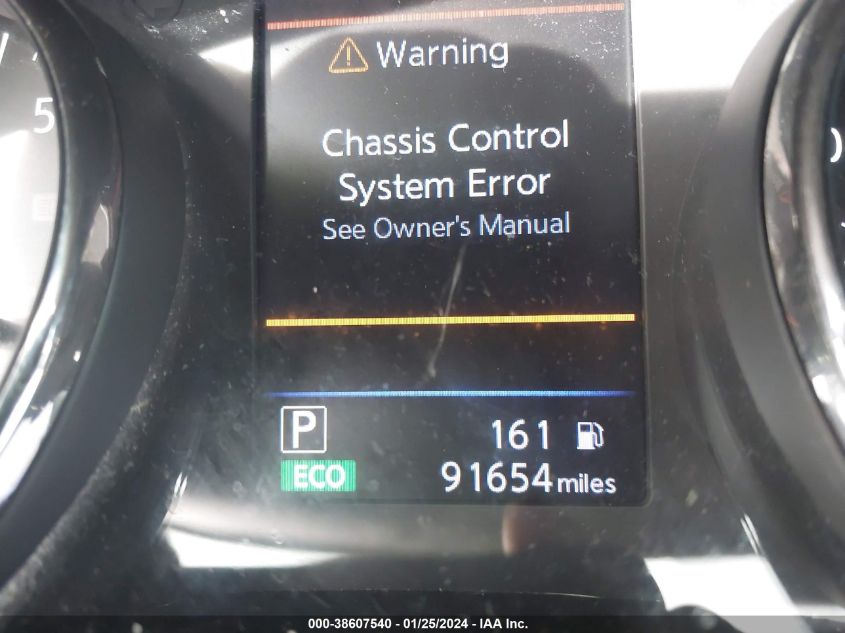 Warning
5
Chassis Control
System Error
See Owner's Manual
P
161
ECO
91654 miles
000-38607540 - 01/25/2024 - IAA Inc.